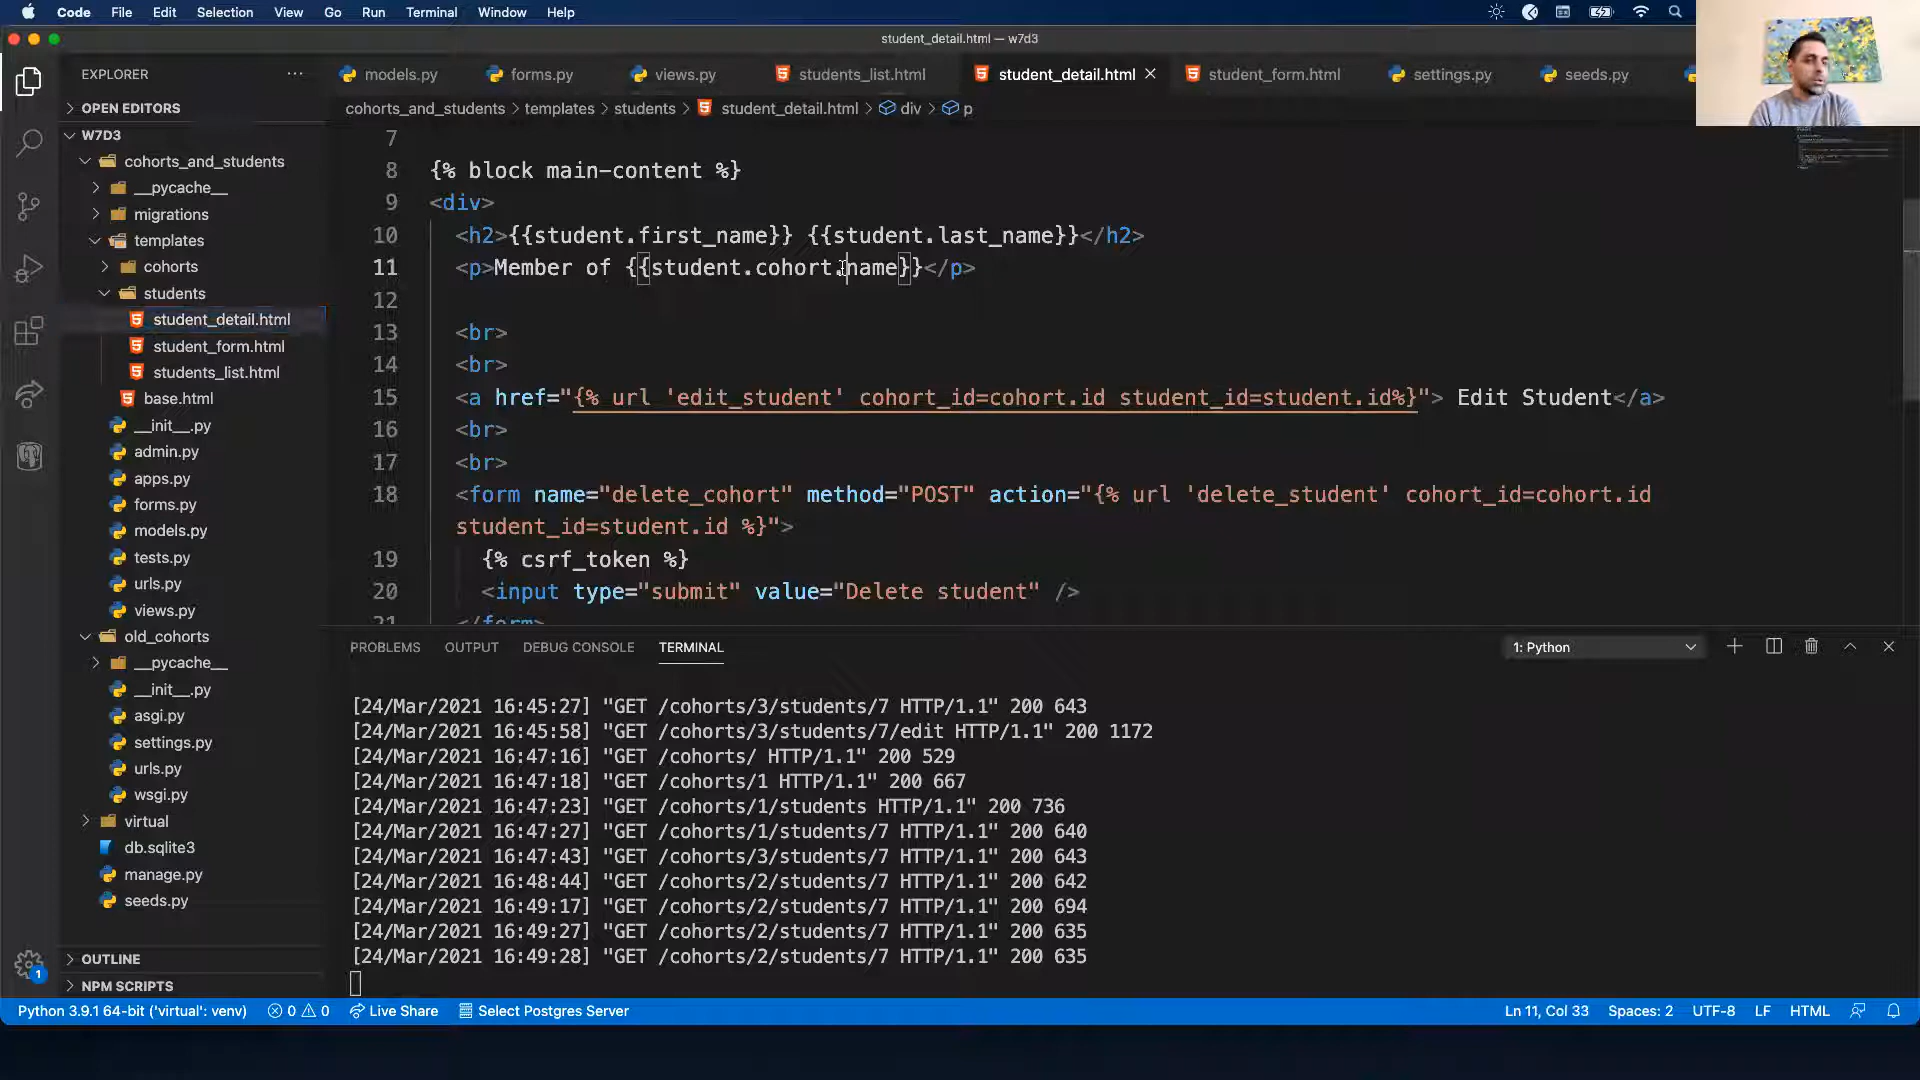 Code File Edit Selection View Go Run Terminal Window Help
student_detail.html — w7d3
EXPLORER
models.py forms.py views.py students_list.html student_detail.html student_form.html settings.py seeds.py
OPEN EDITORS
cohorts_and_students > templates > students > student_detail.html > div > p
W7D3
cohorts_and_students
__pycache__
migrations
templates
cohorts
students
student_detail.html
student_form.html
students_list.html
base.html
__init__.py
admin.py
apps.py
forms.py
models.py
tests.py
urls.py
views.py
old_cohorts
__pycache__
__init__.py
asgi.py
settings.py
urls.py
wsgi.py
virtual
db.sqlite3
manage.py
seeds.py
OUTLINE
NPM SCRIPTS
7
8 {% block main-content %}
9 <div>
10 <h2>{{student.first_name}} {{student.last_name}}</h2>
11 <p>Member of {{student.cohort.name}}</p>
12
13 <br>
14 <br>
15 <a href="{% url 'edit_student' cohort_id=cohort.id student_id=student.id%}"> Edit Student</a>
16 <br>
17 <br>
18 <form name="delete_cohort" method="POST" action="{% url 'delete_student' cohort_id=cohort.id
student_id=student.id %}">
19 {% csrf_token %}
20 <input type="submit" value="Delete student" />
21 </form>
PROBLEMS OUTPUT DEBUG CONSOLE TERMINAL 1: Python
[24/Mar/2021 16:45:27] "GET /cohorts/3/students/7 HTTP/1.1" 200 643
[24/Mar/2021 16:45:58] "GET /cohorts/3/students/7/edit HTTP/1.1" 200 1172
[24/Mar/2021 16:47:16] "GET /cohorts/ HTTP/1.1" 200 529
[24/Mar/2021 16:47:18] "GET /cohorts/1 HTTP/1.1" 200 667
[24/Mar/2021 16:47:23] "GET /cohorts/1/students HTTP/1.1" 200 736
[24/Mar/2021 16:47:27] "GET /cohorts/1/students/7 HTTP/1.1" 200 640
[24/Mar/2021 16:47:43] "GET /cohorts/3/students/7 HTTP/1.1" 200 643
[24/Mar/2021 16:48:44] "GET /cohorts/2/students/7 HTTP/1.1" 200 642
[24/Mar/2021 16:49:17] "GET /cohorts/2/students/7 HTTP/1.1" 200 694
[24/Mar/2021 16:49:27] "GET /cohorts/2/students/7 HTTP/1.1" 200 635
[24/Mar/2021 16:49:28] "GET /cohorts/2/students/7 HTTP/1.1" 200 635
1
Python 3.9.1 64-bit ('virtual': venv) 0 0 Live Share Select Postgres Server Ln 11, Col 33 Spaces: 2 UTF-8 LF HTML